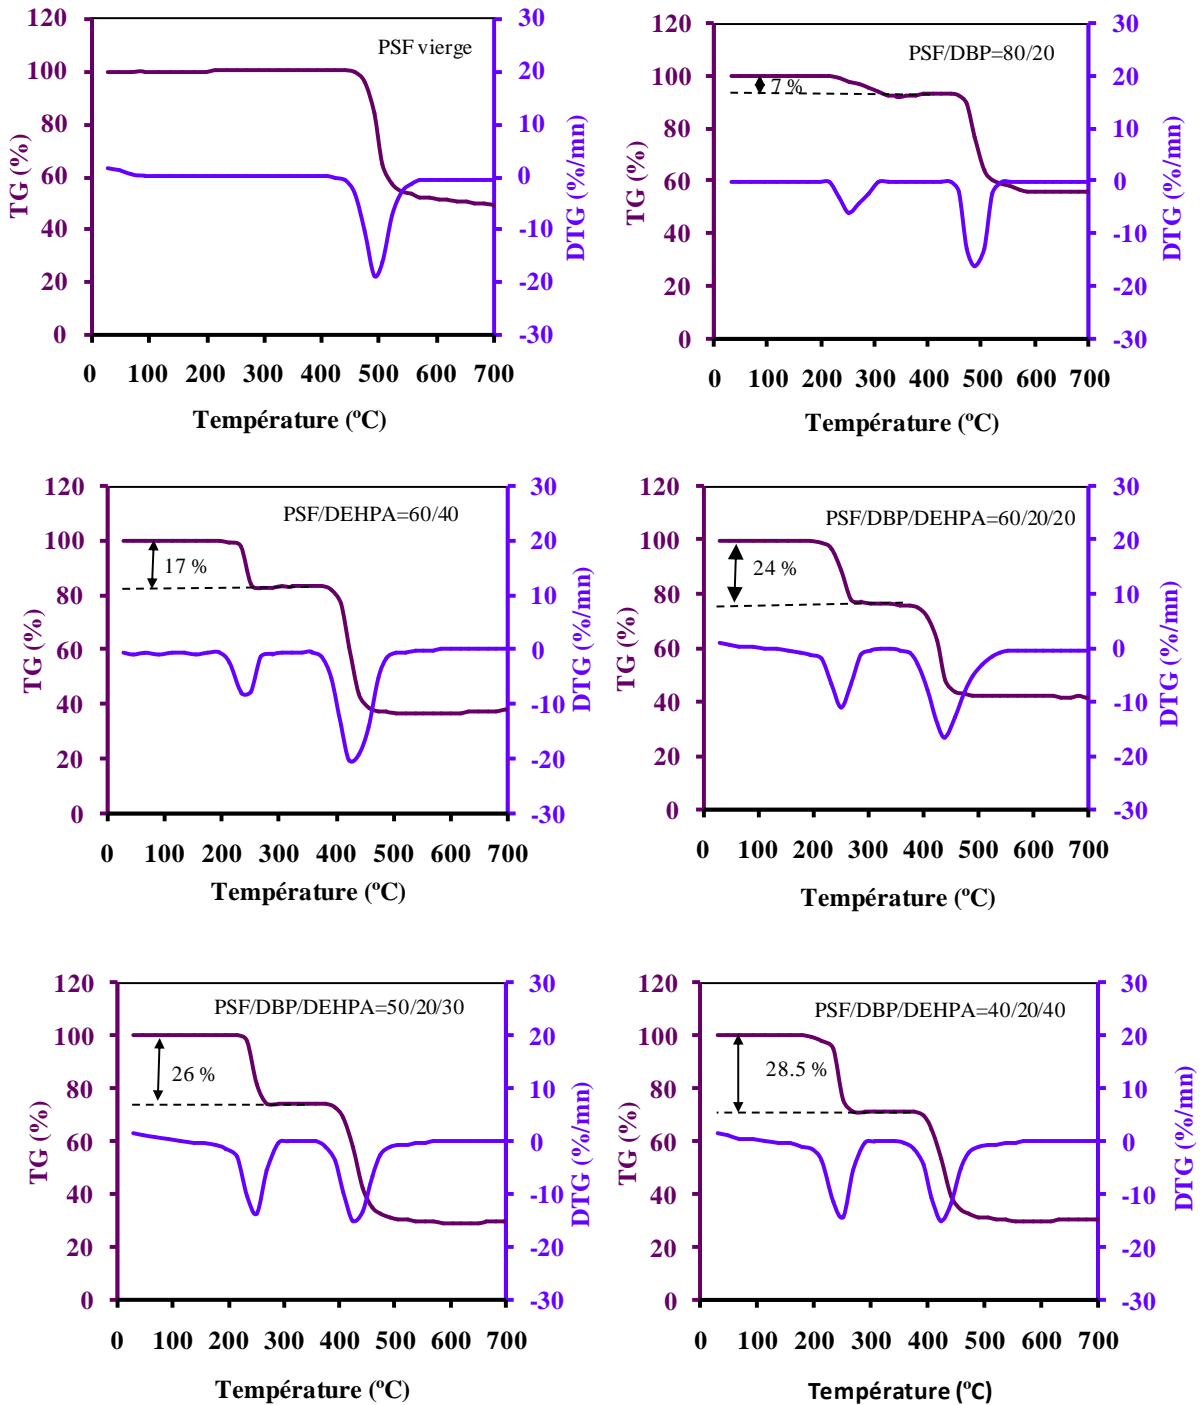 PSF vierge
120
100
80
60
40
20
0
TG (%)
30
20
10
0
-10
-20
-30
DTG (%/mn)
0 100 200 300 400 500 600 700
Température (ºC)
PSF/DBP=80/20
7 %
120
100
80
60
40
20
0
TG (%)
30
20
10
0
-10
-20
-30
DTG (%/mn)
0 100 200 300 400 500 600 700
Température (ºC)
PSF/DEHPA=60/40
17 %
120
100
80
60
40
20
0
TG (%)
30
20
10
0
-10
-20
-30
DTG (%/mn)
0 100 200 300 400 500 600 700
Température (ºC)
PSF/DBP/DEHPA=60/20/20
24 %
120
100
80
60
40
20
0
TG (%)
30
20
10
0
-10
-20
-30
DTG (%/mn)
0 100 200 300 400 500 600 700
Température (ºC)
PSF/DBP/DEHPA=50/20/30
26 %
120
100
80
60
40
20
0
TG (%)
30
20
10
0
-10
-20
-30
DTG (%/mn)
0 100 200 300 400 500 600 700
Température (ºC)
PSF/DBP/DEHPA=40/20/40
28.5 %
120
100
80
60
40
20
0
TG (%)
30
20
10
0
-10
-20
-30
DTG (%/mn)
0 100 200 300 400 500 600 700
Température (ºC)